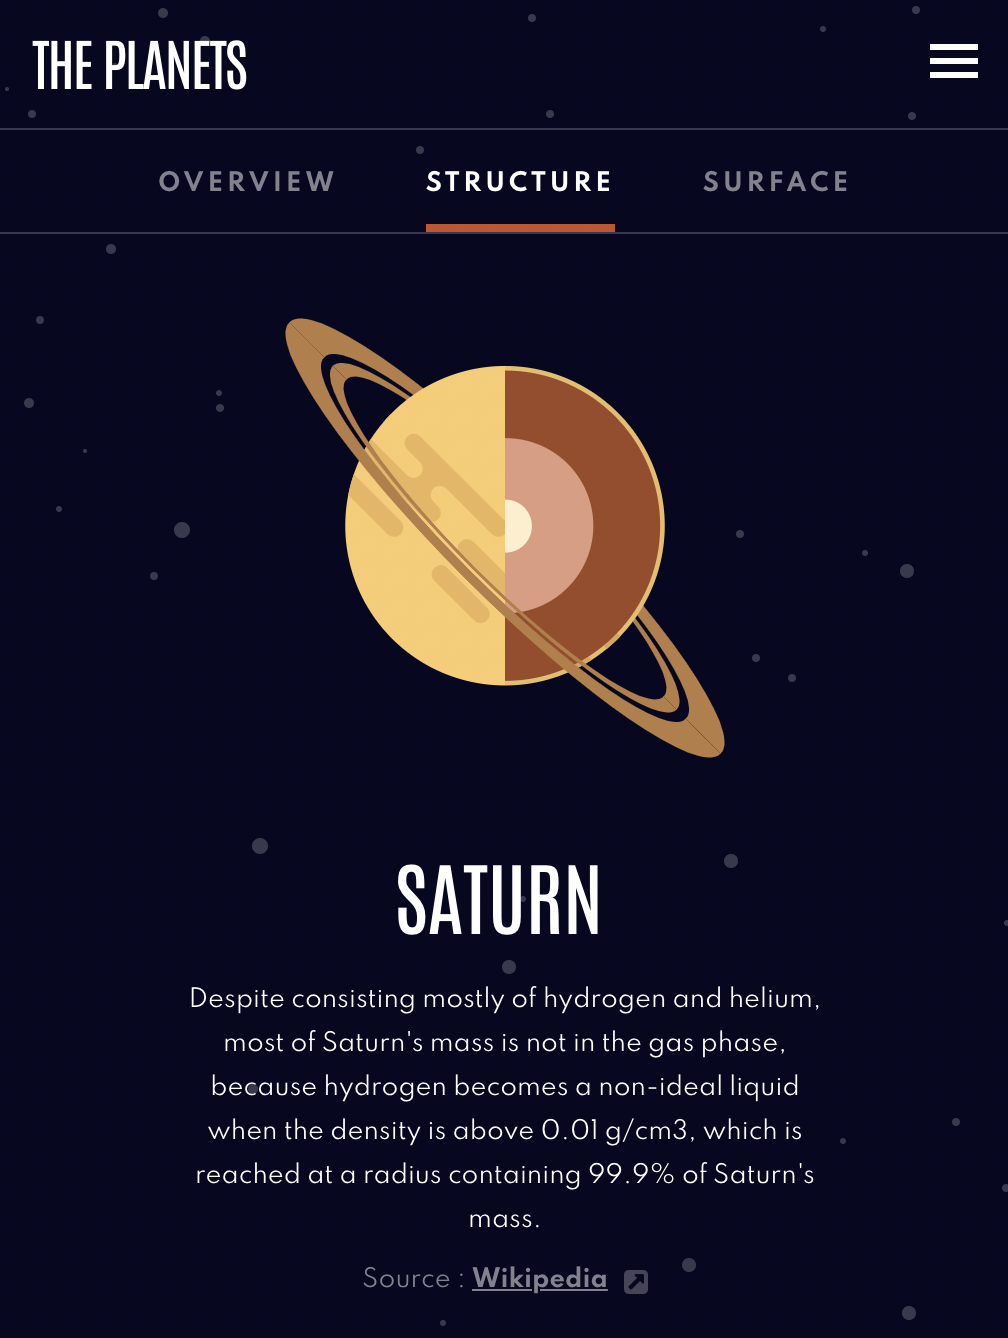 THE PLANETS
OVERVIEW
STRUCTURE
SURFACE
SATURN
Despite consisting mostly of hydrogen and helium,
most of Saturn's mass is not in the gas phase,
because hydrogen becomes a non-ideal liquid
when the density is above 0.01 g/cm3, which is
reached at a radius containing 99.9% of Saturn's
mass.
Source : Wikipedia